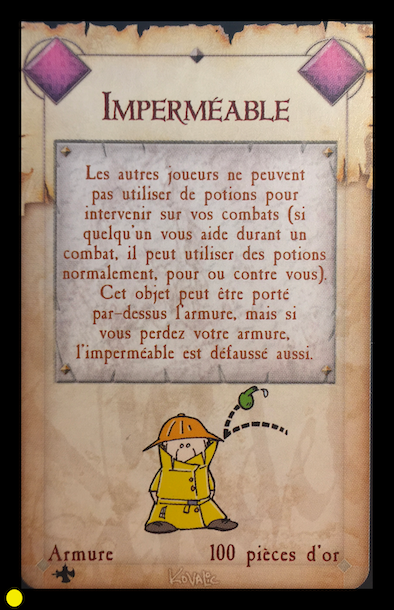 Imperméable
Les autres joueurs ne peuvent
pas utiliser de potions pour
intervenir sur vos combats (si
quelqu'un vous aide durant un
combat, il peut utiliser des potions
normalement, pour ou contre vous).
Cet objet peut être porté
par-dessus l'armure, mais si
vous perdez votre armure,
l'imperméable est défaussé aussi.
Armure 100 pièces d'or
Kovalic